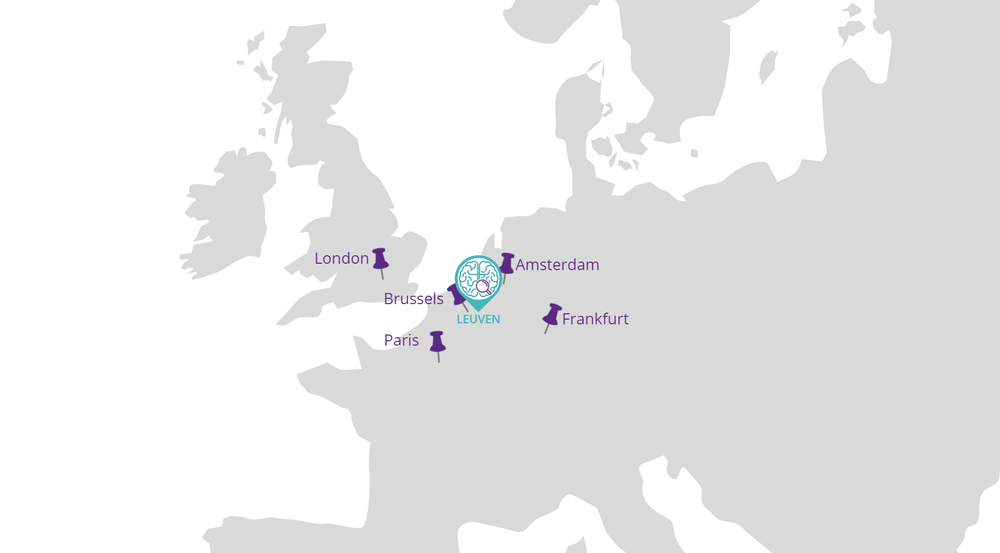 London
Amsterdam
Brussels
LEUVEN
Frankfurt
Paris